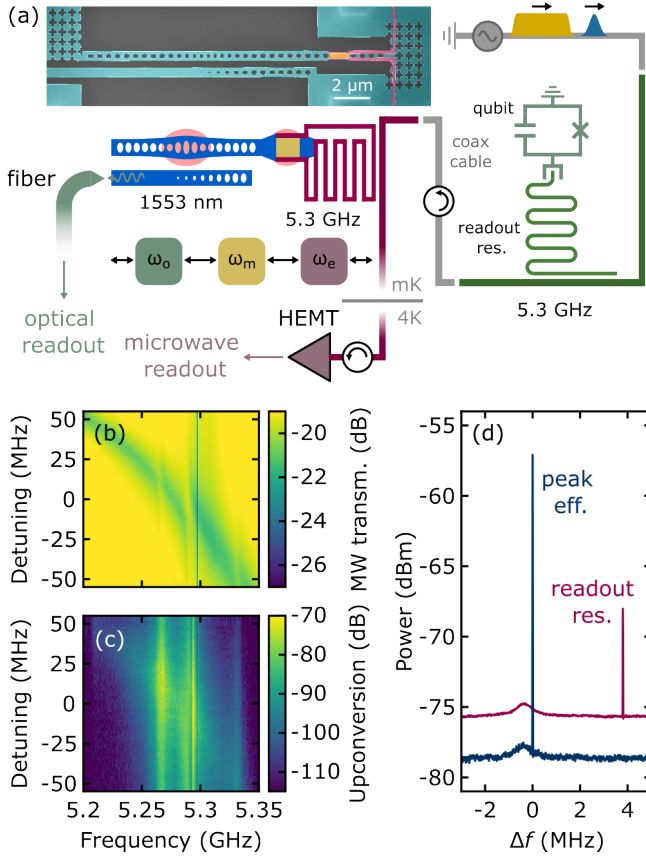 (a)
2 μm
qubit
coax
cable
readout
res.
5.3 GHz
fiber
1553 nm
5.3 GHz
ωo
ωm
ωe
mK
4K
HEMT
optical
readout
microwave
readout
(b)
Detuning (MHz)
50
25
0
-25
-50
-20
-22
-24
-26
MW transm. (dB)
(c)
Detuning (MHz)
50
25
0
-25
-50
5.2
5.25
5.3
5.35
Frequency (GHz)
-70
-80
-90
-100
-110
Upconversion (dB)
(d)
Power (dBm)
-55
-60
-65
-70
-75
-80
peak
eff.
readout
res.
-2
0
2
4
Δf (MHz)